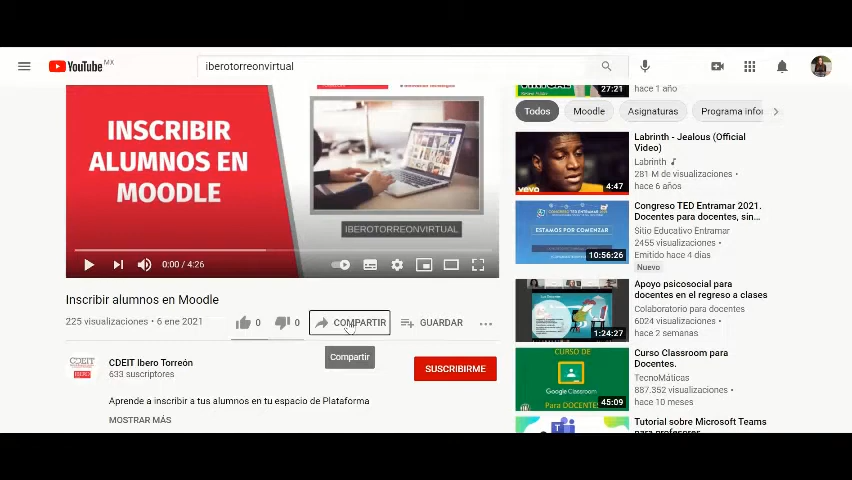 YouTube MX
iberotorreonvirtual
INSCRIBIR
ALUMNOS EN
MOODLE
IBEROTORREONVIRTUAL
0:00 / 4:26
Inscribir alumnos en Moodle
225 visualizaciones • 6 ene 2021
0
0
COMPARTIR
GUARDAR
Compartir
CDEIT Ibero Torreón
633 suscriptores
SUSCRIBIRME
Aprende a inscribir a tus alumnos en tu espacio de Plataforma
MOSTRAR MÁS
27:21
hace 1 año
Todos
Moodle
Asignaturas
Programa infor
vevo
4:47
Labrinth - Jealous (Official
Video)
Labrinth
281 M de visualizaciones •
hace 6 años
ESTAMOS POR COMENZAR
10:56:26
Congreso TED Entramar 2021.
Docentes para docentes, sin...
Sitio Educativo Entramar
2455 visualizaciones •
Emitido hace 4 días
Nuevo
1:24:27
Apoyo psicosocial para
docentes en el regreso a clases
Colaboratorio para docentes
6024 visualizaciones •
hace 2 semanas
CURSO DE
Google Classroom
Para DOCENTES
45:09
Curso Classroom para
Docentes.
TecnoMáticas
887.352 visualizaciones •
hace 10 meses
Tutorial sobre Microsoft Teams
para profesores